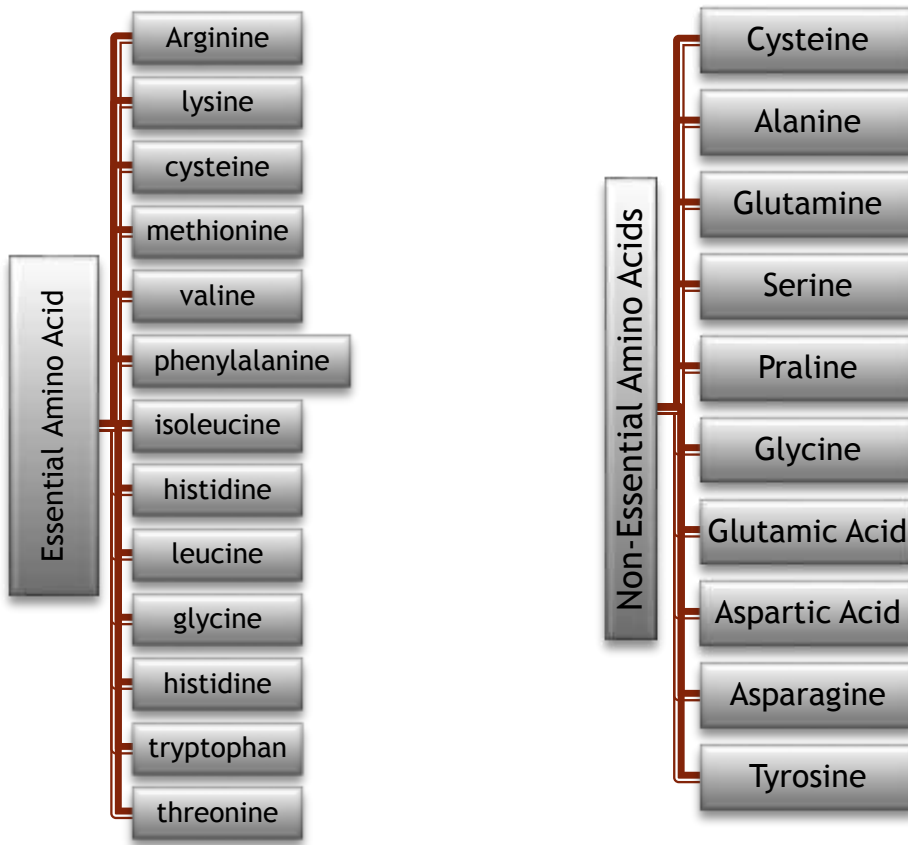 Essential Amino Acid
Arginine
lysine
cysteine
methionine
valine
phenylalanine
isoleucine
histidine
leucine
glycine
histidine
tryptophan
threonine
Non-Essential Amino Acids
Cysteine
Alanine
Glutamine
Serine
Praline
Glycine
Glutamic Acid
Aspartic Acid
Asparagine
Tyrosine